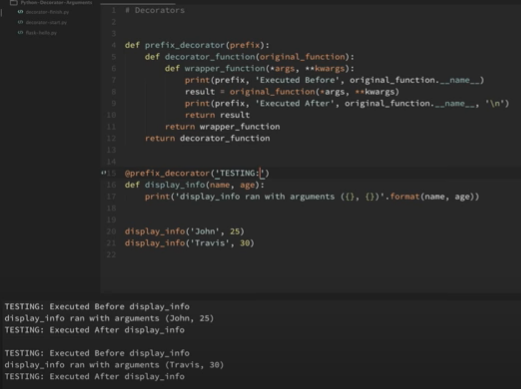 Python-Decorator-Arguments
decorator-finish.py
decorator-start.py
flask-hello.py
1 # Decorators
2
3
4 def prefix_decorator(prefix):
5     def decorator_function(original_function):
6         def wrapper_function(*args, **kwargs):
7             print(prefix, 'Executed Before', original_function.__name__)
8             result = original_function(*args, **kwargs)
9             print(prefix, 'Executed After', original_function.__name__, '\n')
10             return result
11         return wrapper_function
12     return decorator_function
13
14
15 @prefix_decorator('TESTING:')
16 def display_info(name, age):
17     print('display_info ran with arguments ({}, {})'.format(name, age))
18
19
20 display_info('John', 25)
21 display_info('Travis', 30)
22
TESTING: Executed Before display_info
display_info ran with arguments (John, 25)
TESTING: Executed After display_info
TESTING: Executed Before display_info
display_info ran with arguments (Travis, 30)
TESTING: Executed After display_info